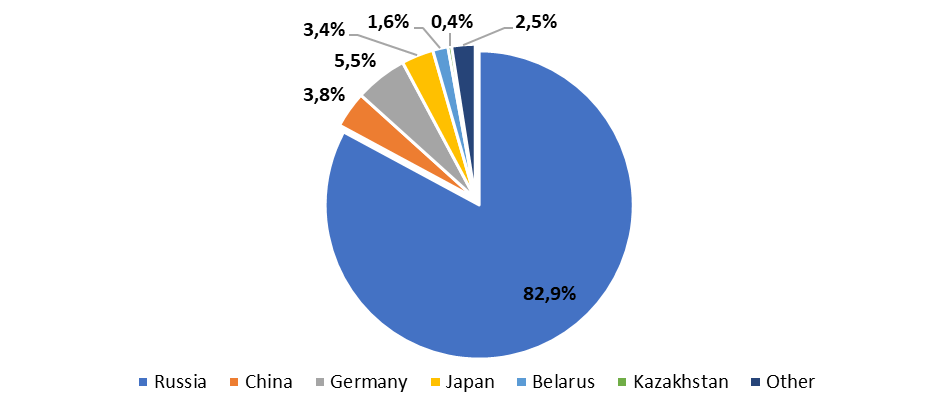 1,6% 0,4% 2,5%
3,4%
5,5%
3,8%
82,9%
Russia China Germany Japan Belarus Kazakhstan Other